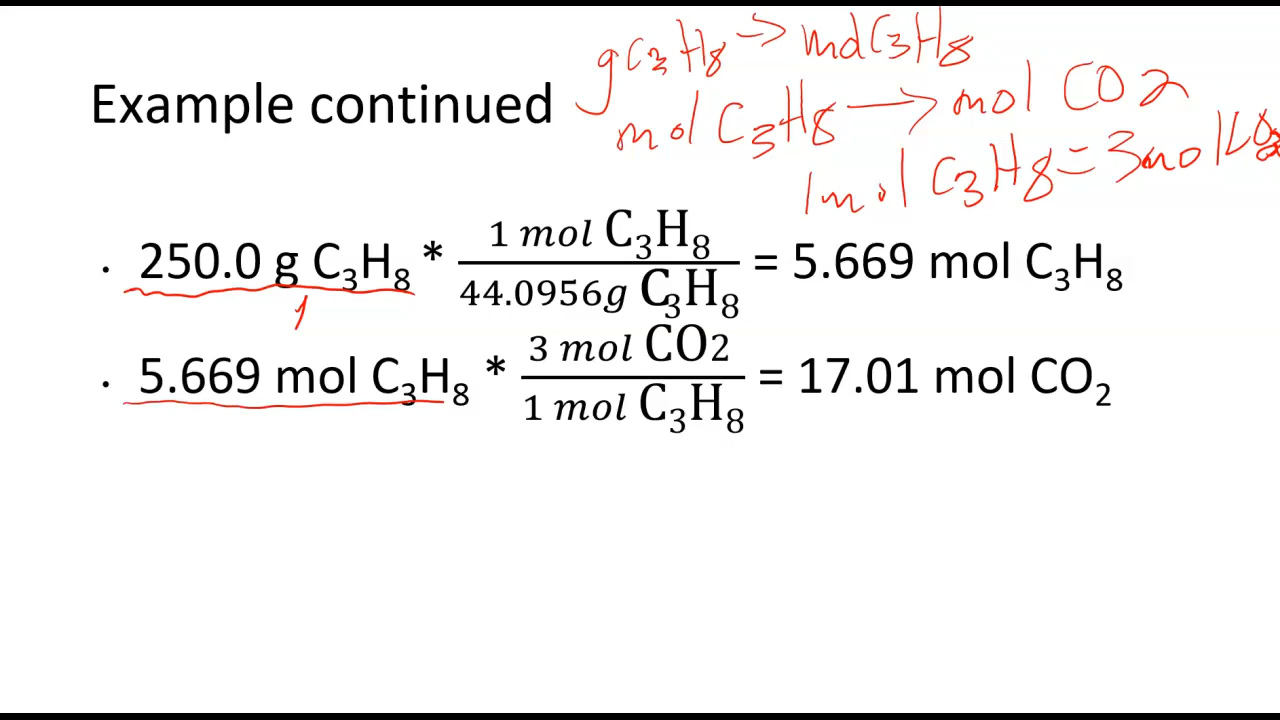 g C3H8 → mol C3H8
Example continued
mol C3H8 → mol CO2
1 mol C3H8 = 3 mol CO2
· 250.0 g C₃H₈ * 1 mol C₃H₈ / 44.0956g C₃H₈ = 5.669 mol C₃H₈
1
· 5.669 mol C₃H₈ * 3 mol CO2 / 1 mol C₃H₈ = 17.01 mol CO₂